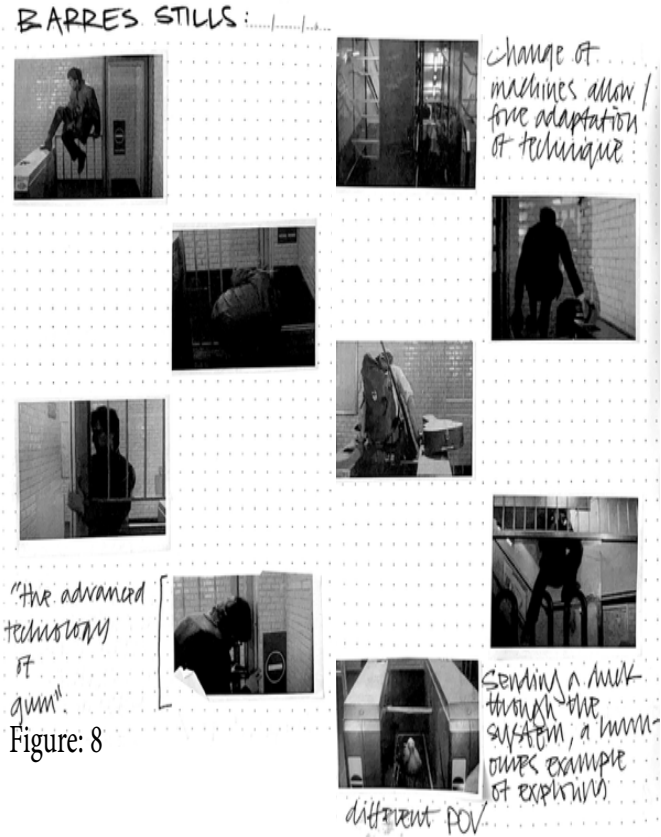 BARRES STILLS:
change of
machines allow /
force adaptation
of technique
"the advanced
technology
of
gum".
Figure: 8
Sending a duck
through the
system, a hum-
orous example
of exploring
different POV